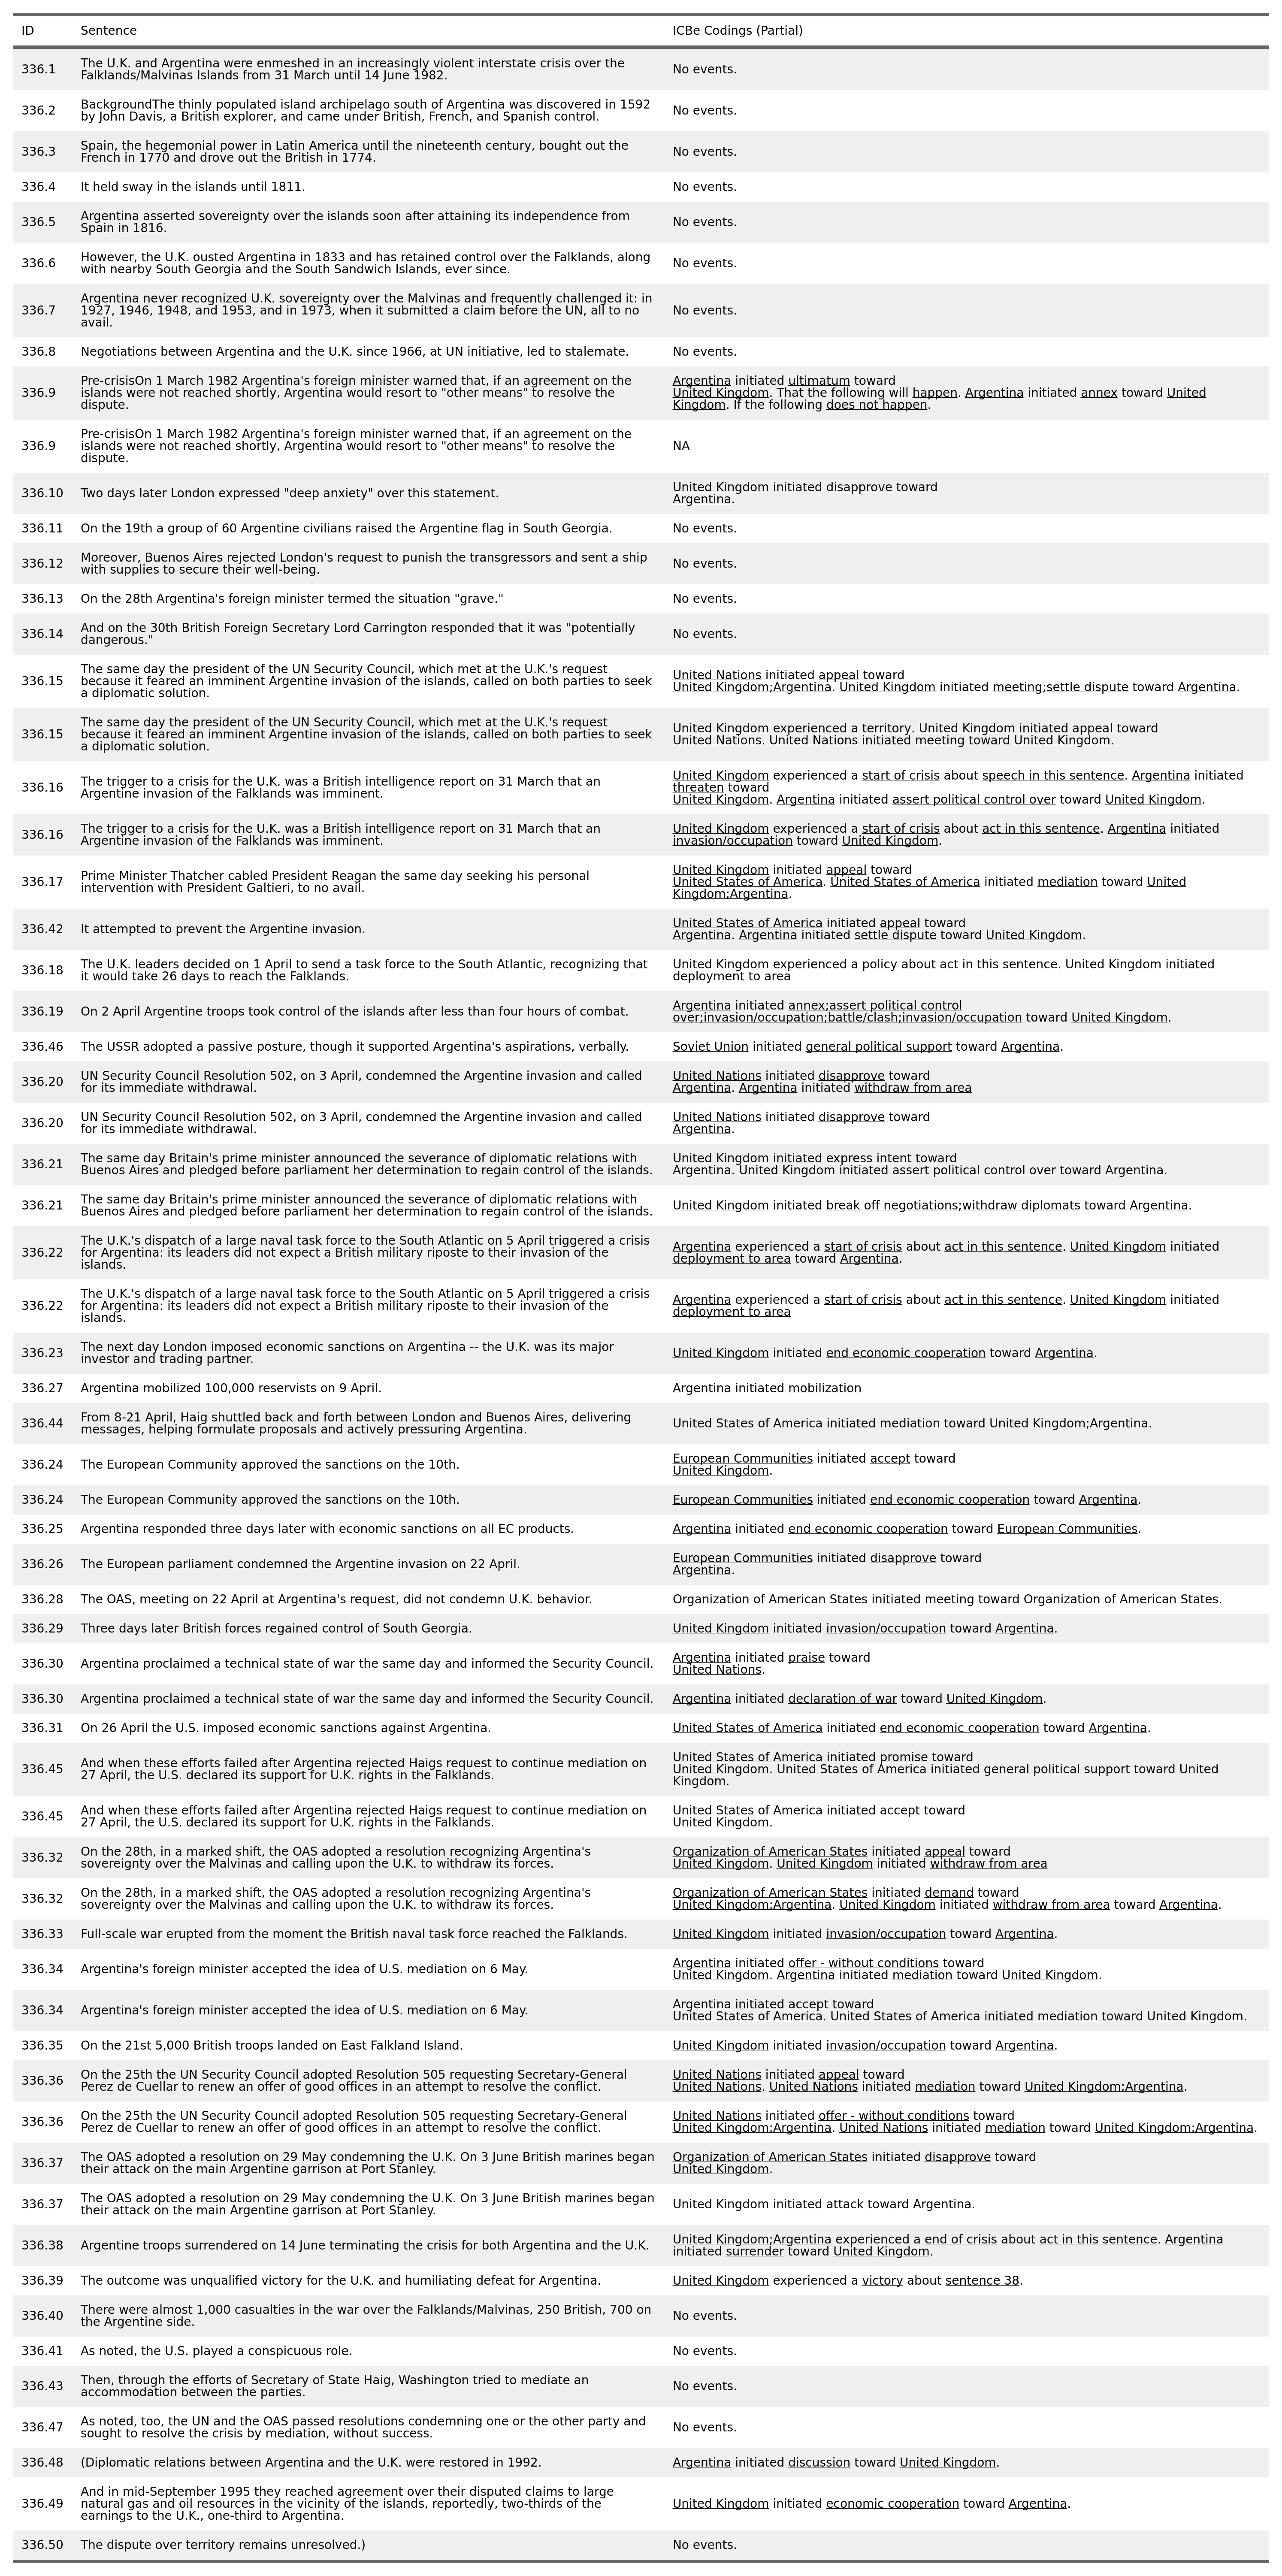 ID Sentence ICBe Codings (Partial)
336.1 The U.K. and Argentina were enmeshed in an increasingly violent interstate crisis over the
Falklands/Malvinas Islands from 31 March until 14 June 1982.
No events.
336.2 BackgroundThe thinly populated island archipelago south of Argentina was discovered in 1592
by John Davis, a British explorer, and came under British, French, and Spanish control.
No events.
336.3 Spain, the hegemonial power in Latin America until the nineteenth century, bought out the
French in 1770 and drove out the British in 1774.
No events.
336.4 It held sway in the islands until 1811. No events.
336.5 Argentina asserted sovereignty over the islands soon after attaining its independence from
Spain in 1816.
No events.
336.6 However, the U.K. ousted Argentina in 1833 and has retained control over the Falklands, along
with nearby South Georgia and the South Sandwich Islands, ever since.
No events.
336.7 Argentina never recognized U.K. sovereignty over the Malvinas and frequently challenged it: in
1927, 1946, 1948, and 1953, and in 1973, when it submitted a claim before the UN, all to no
avail.
No events.
336.8 Negotiations between Argentina and the U.K. since 1966, at UN initiative, led to stalemate. No events.
336.9 Pre-crisisOn 1 March 1982 Argentina's foreign minister warned that, if an agreement on the
islands were not reached shortly, Argentina would resort to "other means" to resolve the
dispute.
Argentina initiated ultimatum toward
United Kingdom. That the following will happen. Argentina initiated annex toward United
Kingdom. If the following does not happen.
336.9 Pre-crisisOn 1 March 1982 Argentina's foreign minister warned that, if an agreement on the
islands were not reached shortly, Argentina would resort to "other means" to resolve the
dispute.
NA
336.10 Two days later London expressed "deep anxiety" over this statement.
United Kingdom initiated disapprove toward
Argentina.
336.11 On the 19th a group of 60 Argentine civilians raised the Argentine flag in South Georgia. No events.
336.12 Moreover, Buenos Aires rejected London's request to punish the transgressors and sent a ship
with supplies to secure their well-being.
No events.
336.13 On the 28th Argentina's foreign minister termed the situation "grave." No events.
336.14 And on the 30th British Foreign Secretary Lord Carrington responded that it was "potentially
dangerous."
No events.
336.15 The same day the president of the UN Security Council, which met at the U.K.'s request
because it feared an imminent Argentine invasion of the islands, called on both parties to seek
a diplomatic solution.
United Nations initiated appeal toward
United Kingdom;Argentina. United Kingdom initiated meeting;settle dispute toward Argentina.
336.15 The same day the president of the UN Security Council, which met at the U.K.'s request
because it feared an imminent Argentine invasion of the islands, called on both parties to seek
a diplomatic solution.
United Kingdom experienced a territory. United Kingdom initiated appeal toward
United Nations. United Nations initiated meeting toward United Kingdom.
336.16 The trigger to a crisis for the U.K. was a British intelligence report on 31 March that an
Argentine invasion of the Falklands was imminent.
United Kingdom experienced a start of crisis about speech in this sentence. Argentina initiated
threaten toward
United Kingdom. Argentina initiated assert political control over toward United Kingdom.
336.16 The trigger to a crisis for the U.K. was a British intelligence report on 31 March that an
Argentine invasion of the Falklands was imminent.
United Kingdom experienced a start of crisis about act in this sentence. Argentina initiated
invasion/occupation toward United Kingdom.
336.17 Prime Minister Thatcher cabled President Reagan the same day seeking his personal
intervention with President Galtieri, to no avail.
United Kingdom initiated appeal toward
United States of America. United States of America initiated mediation toward United
Kingdom;Argentina.
336.42 It attempted to prevent the Argentine invasion.
United States of America initiated appeal toward
Argentina. Argentina initiated settle dispute toward United Kingdom.
336.18 The U.K. leaders decided on 1 April to send a task force to the South Atlantic, recognizing that
it would take 26 days to reach the Falklands.
United Kingdom experienced a policy about act in this sentence. United Kingdom initiated
deployment to area
336.19 On 2 April Argentine troops took control of the islands after less than four hours of combat.
Argentina initiated annex;assert political control
over;invasion/occupation;battle/clash;invasion/occupation toward United Kingdom.
336.46 The USSR adopted a passive posture, though it supported Argentina's aspirations, verbally. Soviet Union initiated general political support toward Argentina.
336.20 UN Security Council Resolution 502, on 3 April, condemned the Argentine invasion and called
for its immediate withdrawal.
United Nations initiated disapprove toward
Argentina. Argentina initiated withdraw from area
336.20 UN Security Council Resolution 502, on 3 April, condemned the Argentine invasion and called
for its immediate withdrawal.
United Nations initiated disapprove toward
Argentina.
336.21 The same day Britain's prime minister announced the severance of diplomatic relations with
Buenos Aires and pledged before parliament her determination to regain control of the islands.
United Kingdom initiated express intent toward
Argentina. United Kingdom initiated assert political control over toward Argentina.
336.21 The same day Britain's prime minister announced the severance of diplomatic relations with
Buenos Aires and pledged before parliament her determination to regain control of the islands.
United Kingdom initiated break off negotiations;withdraw diplomats toward Argentina.
336.22 The U.K.'s dispatch of a large naval task force to the South Atlantic on 5 April triggered a crisis
for Argentina: its leaders did not expect a British military riposte to their invasion of the
islands.
Argentina experienced a start of crisis about act in this sentence. United Kingdom initiated
deployment to area toward Argentina.
336.22 The U.K.'s dispatch of a large naval task force to the South Atlantic on 5 April triggered a crisis
for Argentina: its leaders did not expect a British military riposte to their invasion of the
islands.
Argentina experienced a start of crisis about act in this sentence. United Kingdom initiated
deployment to area
336.23 The next day London imposed economic sanctions on Argentina -- the U.K. was its major
investor and trading partner.
United Kingdom initiated end economic cooperation toward Argentina.
336.27 Argentina mobilized 100,000 reservists on 9 April. Argentina initiated mobilization
336.44 From 8-21 April, Haig shuttled back and forth between London and Buenos Aires, delivering
messages, helping formulate proposals and actively pressuring Argentina.
United States of America initiated mediation toward United Kingdom;Argentina.
336.24 The European Community approved the sanctions on the 10th.
European Communities initiated accept toward
United Kingdom.
336.24 The European Community approved the sanctions on the 10th. European Communities initiated end economic cooperation toward Argentina.
336.25 Argentina responded three days later with economic sanctions on all EC products. Argentina initiated end economic cooperation toward European Communities.
336.26 The European parliament condemned the Argentine invasion on 22 April.
European Communities initiated disapprove toward
Argentina.
336.28 The OAS, meeting on 22 April at Argentina's request, did not condemn U.K. behavior. Organization of American States initiated meeting toward Organization of American States.
336.29 Three days later British forces regained control of South Georgia. United Kingdom initiated invasion/occupation toward Argentina.
336.30 Argentina proclaimed a technical state of war the same day and informed the Security Council.
Argentina initiated praise toward
United Nations.
336.30 Argentina proclaimed a technical state of war the same day and informed the Security Council. Argentina initiated declaration of war toward United Kingdom.
336.31 On 26 April the U.S. imposed economic sanctions against Argentina. United States of America initiated end economic cooperation toward Argentina.
336.45 And when these efforts failed after Argentina rejected Haigs request to continue mediation on
27 April, the U.S. declared its support for U.K. rights in the Falklands.
United States of America initiated promise toward
United Kingdom. United States of America initiated general political support toward United
Kingdom.
336.45 And when these efforts failed after Argentina rejected Haigs request to continue mediation on
27 April, the U.S. declared its support for U.K. rights in the Falklands.
United States of America initiated accept toward
United Kingdom.
336.32 On the 28th, in a marked shift, the OAS adopted a resolution recognizing Argentina's
sovereignty over the Malvinas and calling upon the U.K. to withdraw its forces.
Organization of American States initiated appeal toward
United Kingdom. United Kingdom initiated withdraw from area
336.32 On the 28th, in a marked shift, the OAS adopted a resolution recognizing Argentina's
sovereignty over the Malvinas and calling upon the U.K. to withdraw its forces.
Organization of American States initiated demand toward
United Kingdom;Argentina. United Kingdom initiated withdraw from area toward Argentina.
336.33 Full-scale war erupted from the moment the British naval task force reached the Falklands. United Kingdom initiated invasion/occupation toward Argentina.
336.34 Argentina's foreign minister accepted the idea of U.S. mediation on 6 May.
Argentina initiated offer - without conditions toward
United Kingdom. Argentina initiated mediation toward United Kingdom.
336.34 Argentina's foreign minister accepted the idea of U.S. mediation on 6 May.
Argentina initiated accept toward
United States of America. United States of America initiated mediation toward United Kingdom.
336.35 On the 21st 5,000 British troops landed on East Falkland Island. United Kingdom initiated invasion/occupation toward Argentina.
336.36 On the 25th the UN Security Council adopted Resolution 505 requesting Secretary-General
Perez de Cuellar to renew an offer of good offices in an attempt to resolve the conflict.
United Nations initiated appeal toward
United Nations. United Nations initiated mediation toward United Kingdom;Argentina.
336.36 On the 25th the UN Security Council adopted Resolution 505 requesting Secretary-General
Perez de Cuellar to renew an offer of good offices in an attempt to resolve the conflict.
United Nations initiated offer - without conditions toward
United Kingdom;Argentina. United Nations initiated mediation toward United Kingdom;Argentina.
336.37 The OAS adopted a resolution on 29 May condemning the U.K. On 3 June British marines began
their attack on the main Argentine garrison at Port Stanley.
Organization of American States initiated disapprove toward
United Kingdom.
336.37 The OAS adopted a resolution on 29 May condemning the U.K. On 3 June British marines began
their attack on the main Argentine garrison at Port Stanley.
United Kingdom initiated attack toward Argentina.
336.38 Argentine troops surrendered on 14 June terminating the crisis for both Argentina and the U.K.
United Kingdom;Argentina experienced a end of crisis about act in this sentence. Argentina
initiated surrender toward United Kingdom.
336.39 The outcome was unqualified victory for the U.K. and humiliating defeat for Argentina. United Kingdom experienced a victory about sentence 38.
336.40 There were almost 1,000 casualties in the war over the Falklands/Malvinas, 250 British, 700 on
the Argentine side.
No events.
336.41 As noted, the U.S. played a conspicuous role. No events.
336.43 Then, through the efforts of Secretary of State Haig, Washington tried to mediate an
accommodation between the parties.
No events.
336.47 As noted, too, the UN and the OAS passed resolutions condemning one or the other party and
sought to resolve the crisis by mediation, without success.
No events.
336.48 (Diplomatic relations between Argentina and the U.K. were restored in 1992. Argentina initiated discussion toward United Kingdom.
336.49 And in mid-September 1995 they reached agreement over their disputed claims to large
natural gas and oil resources in the vicinity of the islands, reportedly, two-thirds of the
earnings to the U.K., one-third to Argentina.
United Kingdom initiated economic cooperation toward Argentina.
336.50 The dispute over territory remains unresolved.) No events.